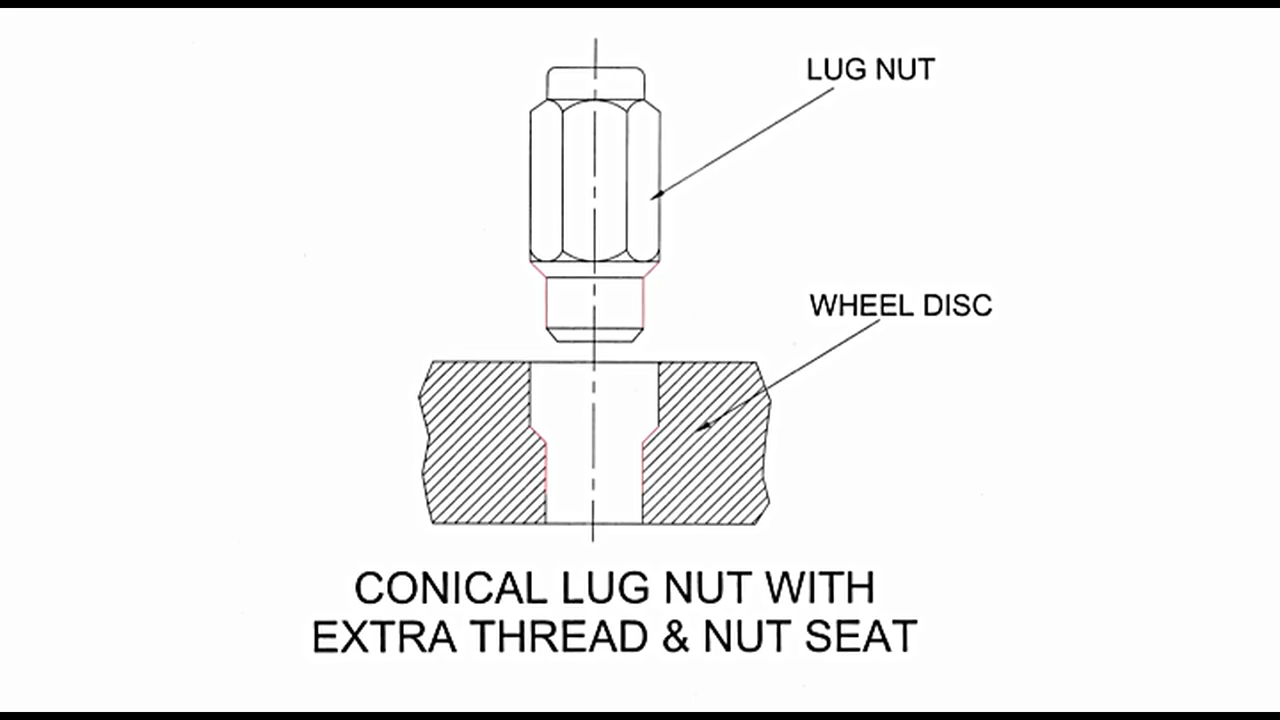 LUG NUT
WHEEL DISC
CONICAL LUG NUT WITH
EXTRA THREAD & NUT SEAT